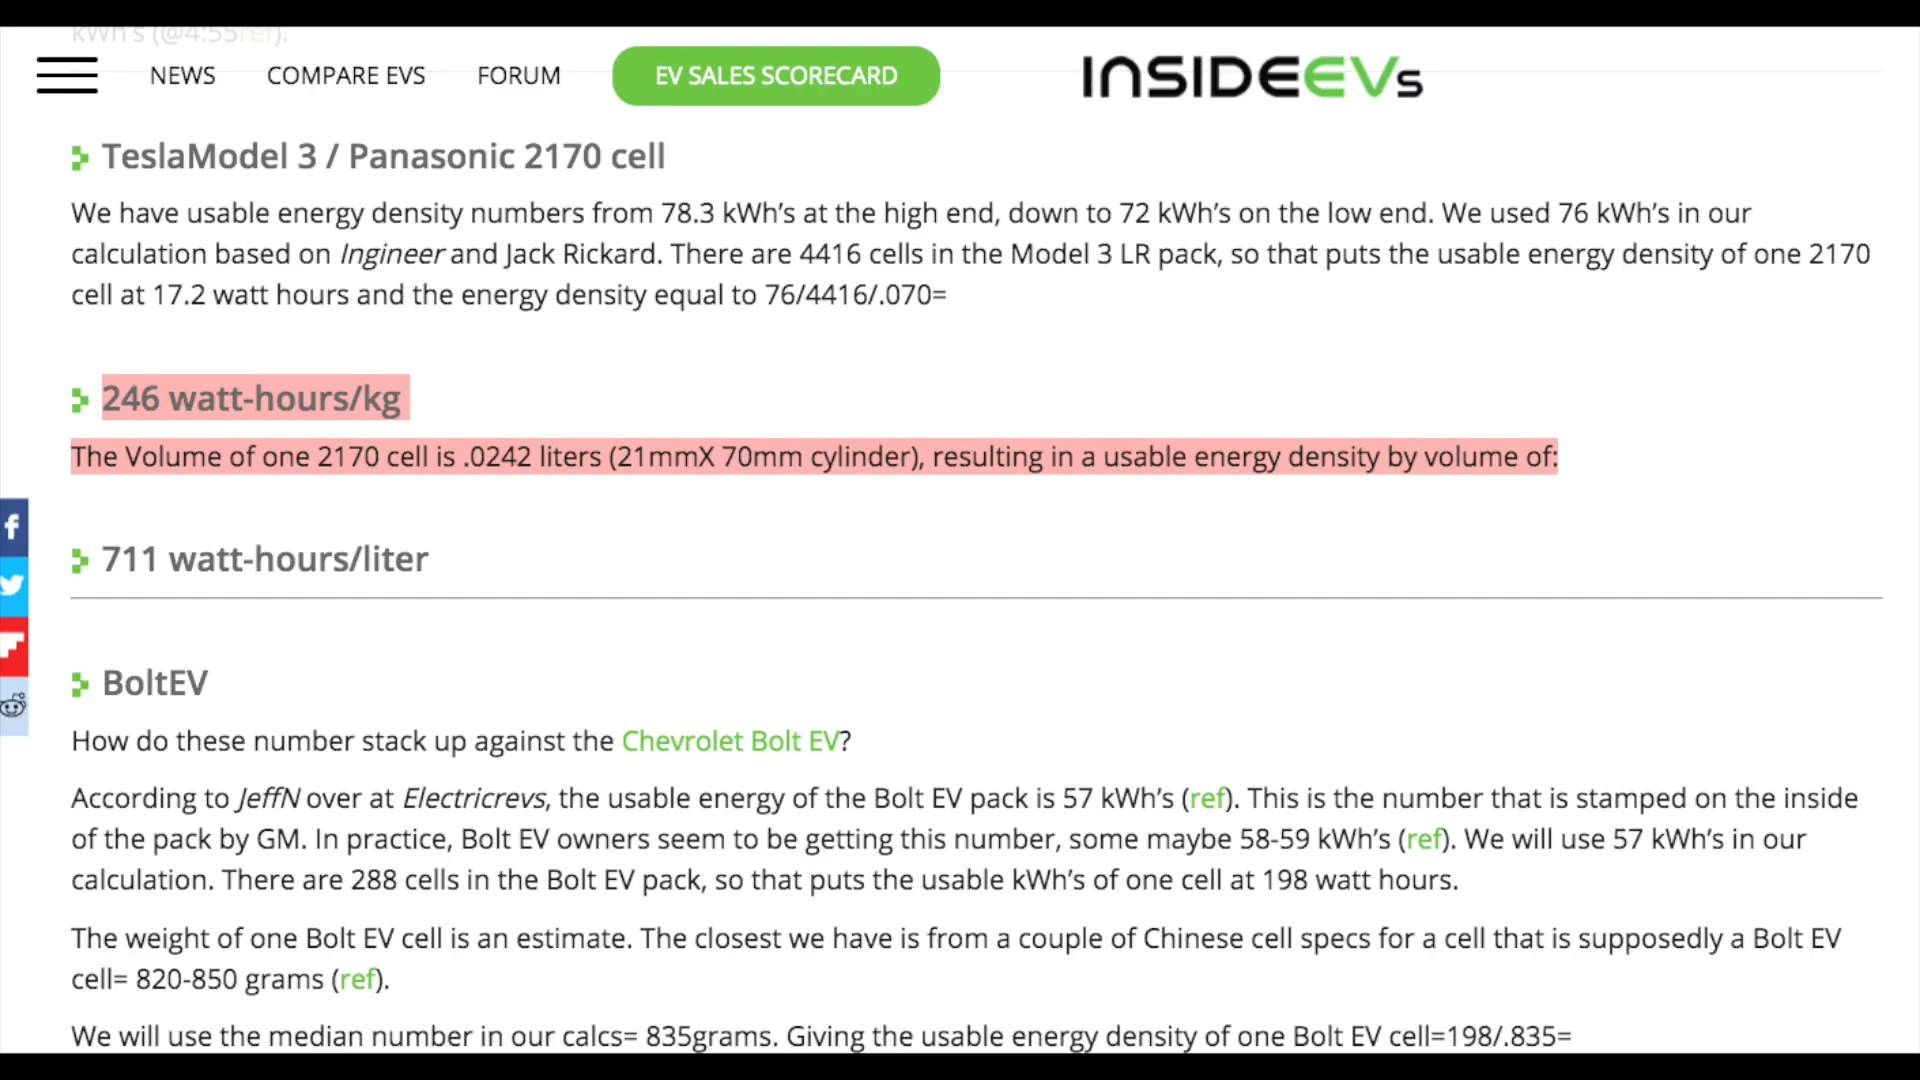 kWh's (@4:55ref).
NEWS COMPARE EVS FORUM EV SALES SCORECARD INSIDEEVs
TeslaModel 3 / Panasonic 2170 cell
We have usable energy density numbers from 78.3 kWh's at the high end, down to 72 kWh's on the low end. We used 76 kWh's in our
calculation based on Ingineer and Jack Rickard. There are 4416 cells in the Model 3 LR pack, so that puts the usable energy density of one 2170
cell at 17.2 watt hours and the energy density equal to 76/4416/.070=
246 watt-hours/kg
The Volume of one 2170 cell is .0242 liters (21mmX 70mm cylinder), resulting in a usable energy density by volume of:
711 watt-hours/liter
BoltEV
How do these number stack up against the Chevrolet Bolt EV?
According to JeffN over at Electricrevs, the usable energy of the Bolt EV pack is 57 kWh's (ref). This is the number that is stamped on the inside
of the pack by GM. In practice, Bolt EV owners seem to be getting this number, some maybe 58-59 kWh's (ref). We will use 57 kWh's in our
calculation. There are 288 cells in the Bolt EV pack, so that puts the usable kWh's of one cell at 198 watt hours.
The weight of one Bolt EV cell is an estimate. The closest we have is from a couple of Chinese cell specs for a cell that is supposedly a Bolt EV
cell= 820-850 grams (ref).
We will use the median number in our calcs= 835grams. Giving the usable energy density of one Bolt EV cell=198/.835=